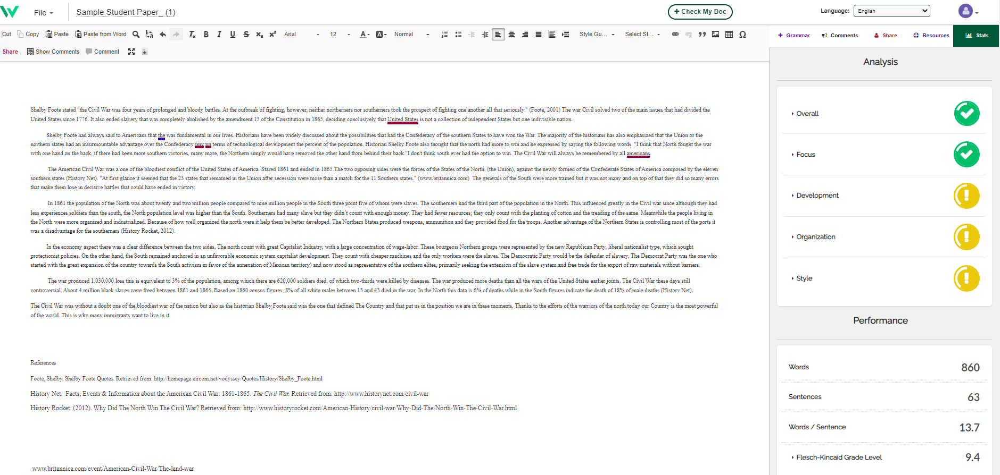 File
Sample Student Paper_ (1)
+ Check My Doc
Language: English
Cut Copy Paste Paste from Word Arial 12 Normal Style Gu... Select St...
Share Show Comments Comment
Grammar Comments Share Resources Stats
Shelby Foote stated "the Civil War was four years of prolonged and bloody battles. At the outbreak of fighting, however, neither northerners nor southerners took the prospect of fighting one another all that seriously." (Foote, 2001) The war Civil solved two of the main issues that had divided the
United States since 1776. It also ended slavery that was completely abolished by the amendment 13 of the Constitution in 1865, deciding conclusively that United States is not a collection of independent States but one indivisible nation.
Shelby Foote had always said to Americans that the was fundamental in our lives. Historians have been widely discussed about the possibilities that had the Confederacy of the southern States to have won the War. The majority of the historians has also emphasized that the Union or the
northern states had an insurmountable advantage over the Confederacy imv pn terms of technological development the percent of the population. Historian Shelby Foote also thought that the north had more to win and he expressed by saying the following words "I think that North fought the war
with one hand on the back, if there had been more southern victories, many more, the Northern simply would have removed the other hand from behind their back."I don't think south ever had the option to win. The Civil War will always be remembered by all americans.
The American Civil War was a one of the bloodiest conflict of the United States of America. Stared 1861 and ended in 1865.The two opposing sides were the forces of the States of the North, (the Union), against the newly formed of the Confederate States of America composed by the eleven
southern states (History Net). "At first glance it seemed that the 23 states that remained in the Union after secession were more than a match for the 11 Southern states." (www.britannica.com) The generals of the South were more trained but it was not many and on top of that they did so many errors
that make them lose in decisive battles that could have ended in victory.
In 1861 the population of the North was about twenty and two million people compared to nine million people in the South three point five of whom were slaves. The southerners had the third part of the population in the North. This influenced greatly in the Civil war since although they had
less experiences soldiers than the south, the North population level was higher than the South. Southerners had many slave but they didn't count with enough money. They had fewer resources; they only count with the planting of cotton and the treading of the same. Meanwhile the people living in
the North were more organized and industrialized. Because of how well organized the north were it help them be better developed. The Northern States produced weapons, ammunition and they provided food for the troops. Another advantage of the Northern States is controlling most of the ports it
was a disadvantage for the southerners (History Rocket, 2012).
In the economy aspect there was a clear difference between the two sides. The north count with great Capitalist Industry, with a large concentration of wage-labor. These bourgeois Northern groups were represented by the new Republican Party, liberal nationalist type, which sought
protectionist policies. On the other hand, the South remained anchored in an unfavorable economic system capitalist development. They count with cheaper machines and the only workers were the slaves. The Democratic Party would be the defender of slavery. The Democrat Party was the one who
started with the great expansion of the country towards the South activism in favor of the annexation of Mexican territory) and now stood as representative of the southern elites, primarily seeking the extension of the slave system and free trade for the export of raw materials without barriers.
The war produced 1.030.000 loss this is equivalent to 3% of the population, among which there are 620,000 soldiers died, of which two-thirds were killed by diseases. The war produced more deaths than all the wars of the United States earlier joints. The Civil War these days still
controversial. About 4 million black slaves were freed between 1861 and 1865. Based on 1860 census figures, 8% of all white males between 13 and 43 died in the war. In the North this data is 6% of deaths while in the South figures indicate the death of 18% of male deaths (History Net).
The Civil War was without a doubt one of the bloodiest war of the nation but also as the historian Shelby Foote said was the one that defined The Country and that put us in the position we are in these moments. Thanks to the efforts of the warriors of the north today our Country is the most powerful
of the world. This is why many immigrants want to live in it.
References
Foote, Shelby. Shelby Foote Quotes. Retrieved from: http://homepage.eircom.net/~odyssey/Quotes/History/Shelby_Foote.html
History Net. Facts, Events & Information about the American Civil War: 1861-1865. The Civil War. Retrieved from: http://www.historynet.com/civil-war
History Rocket. (2012). Why Did The North Win The Civil War? Retrieved from: http://www.historyrocket.com/American-History/civil-war/Why-Did-The-North-Win-The-Civil-War.html
www.britannica.com/event/American-Civil-War/The-land-war
Analysis
Overall
Focus
Development
Organization
Style
Performance
Words 860
Sentences 63
Words / Sentence 13.7
Flesch-Kincaid Grade Level 9.4